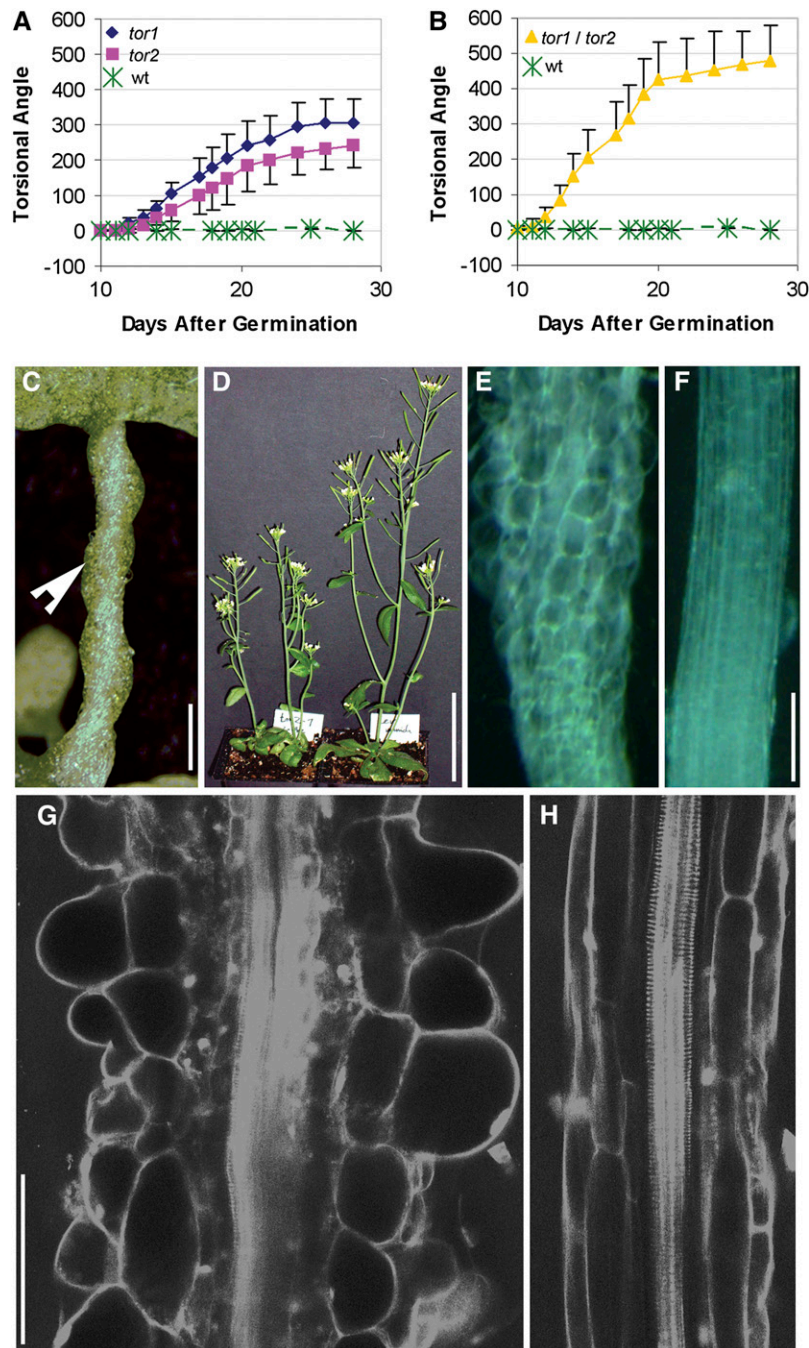 A
600
500
400
300
200
100
0
-100
Torsional Angle
tor1
tor2
wt
10 20 30
Days After Germination
B
600
500
400
300
200
100
0
-100
Torsional Angle
tor1 / tor2
wt
10 20 30
Days After Germination
C
D
E
F
G
H